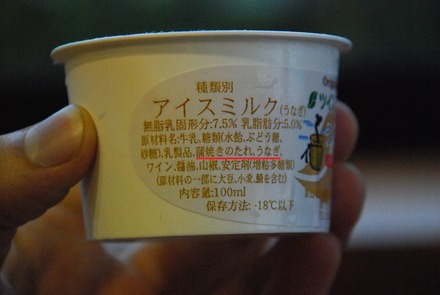 種類別
アイスミルク(うなぎ)
無脂乳固形分:7.5% 乳脂肪分:5.0%
原材料名:牛乳、糖類(水飴、ぶどう糖、
砂糖)、乳製品、蒲焼きのたれ、うなぎ、
ワイン、醤油、山椒、安定剤(増粘多糖類)
(原材料の一部に大豆、小麦、鯖を含む)
内容量:100ml
保存方法: -18℃以下